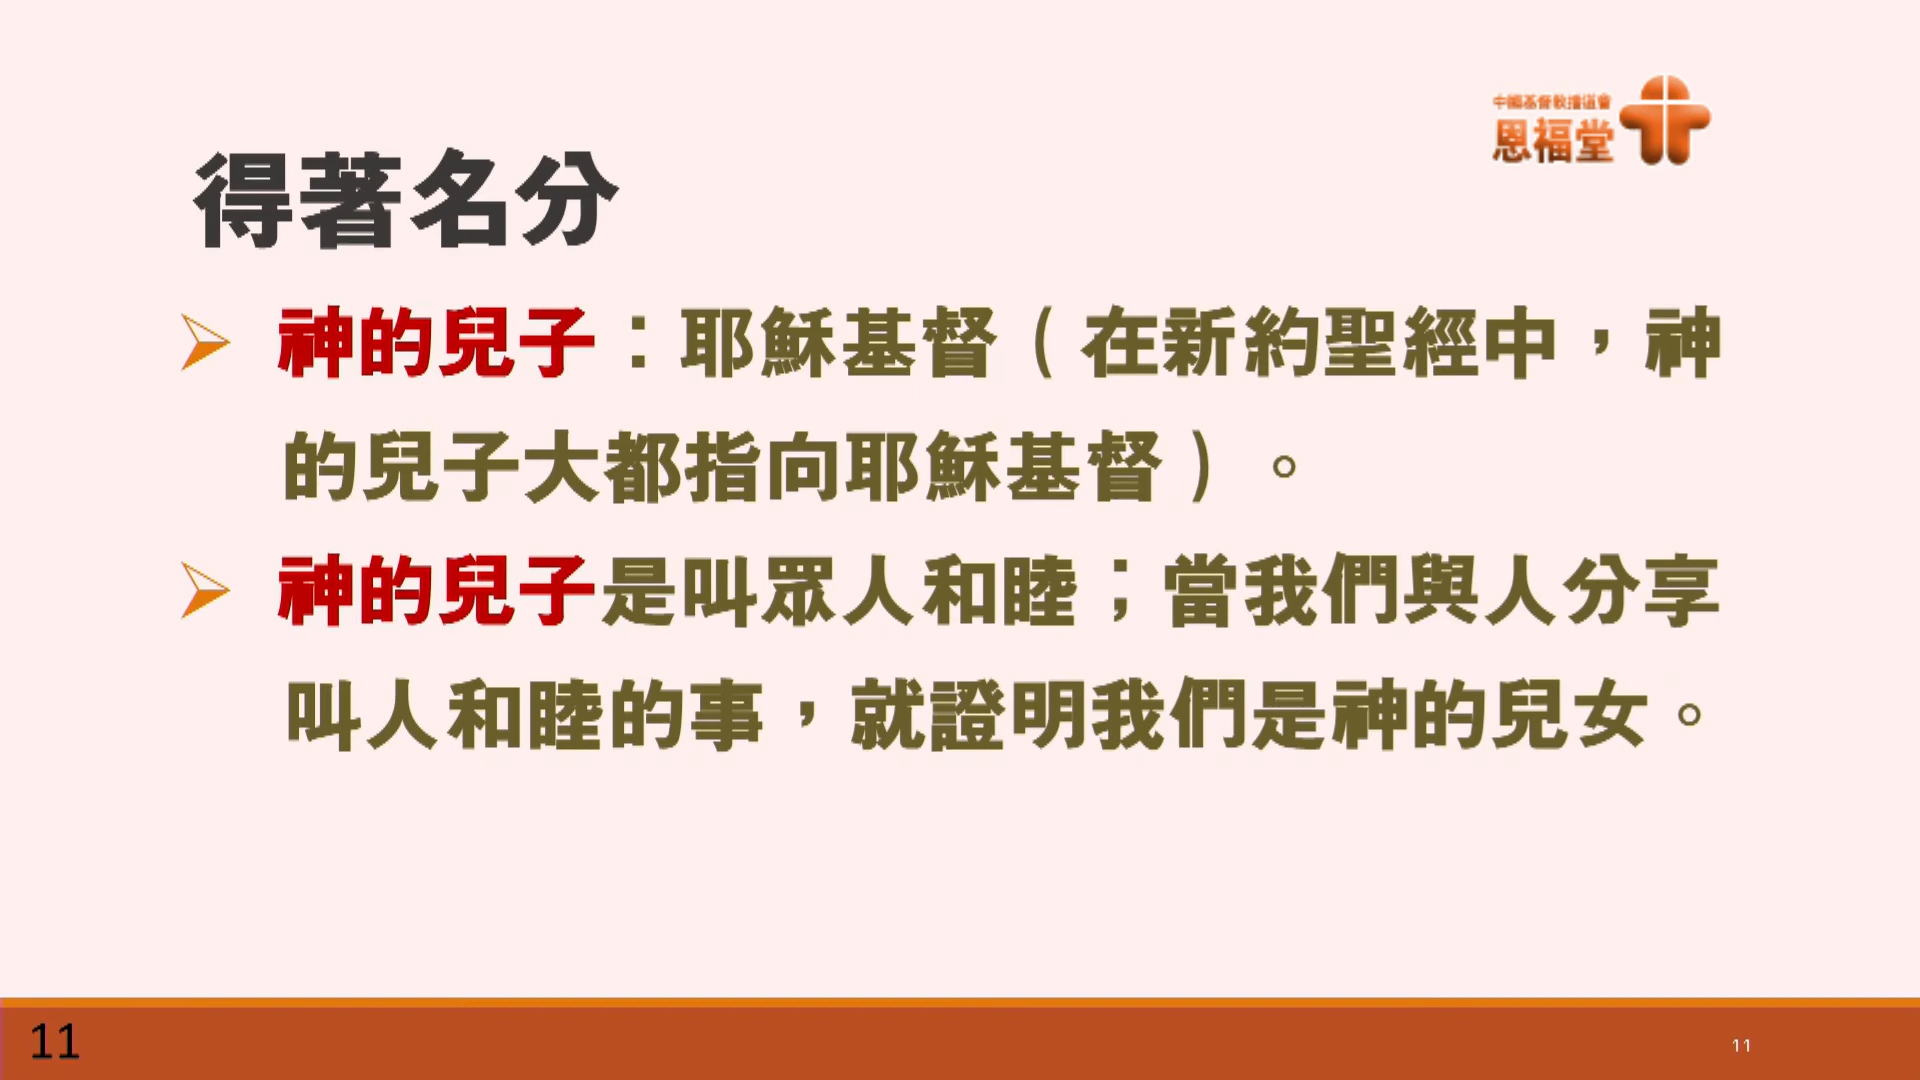 中國基督教播道會
恩福堂
得著名分
神的兒子：耶穌基督（在新約聖經中，神
的兒子大都指向耶穌基督）。
神的兒子是叫眾人和睦；當我們與人分享
叫人和睦的事，就證明我們是神的兒女。
11
11